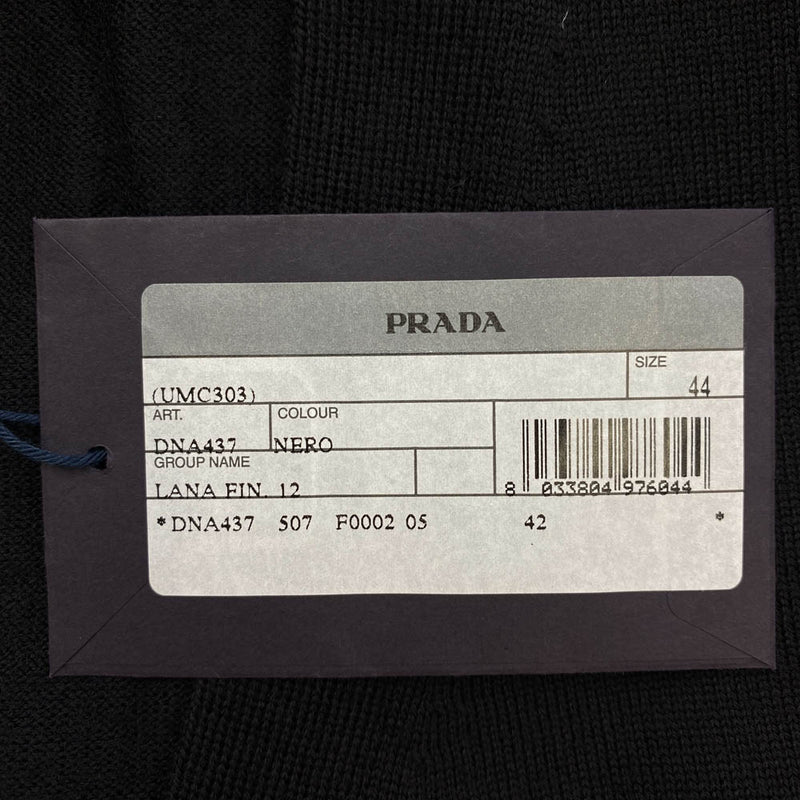 PRADA
SIZE
(UMC303) 44
ART. COLOUR
DNA437 NERO
GROUP NAME
LANA FIN. 12
8 033804 976044
*DNA437 507 F0002 05 42 *